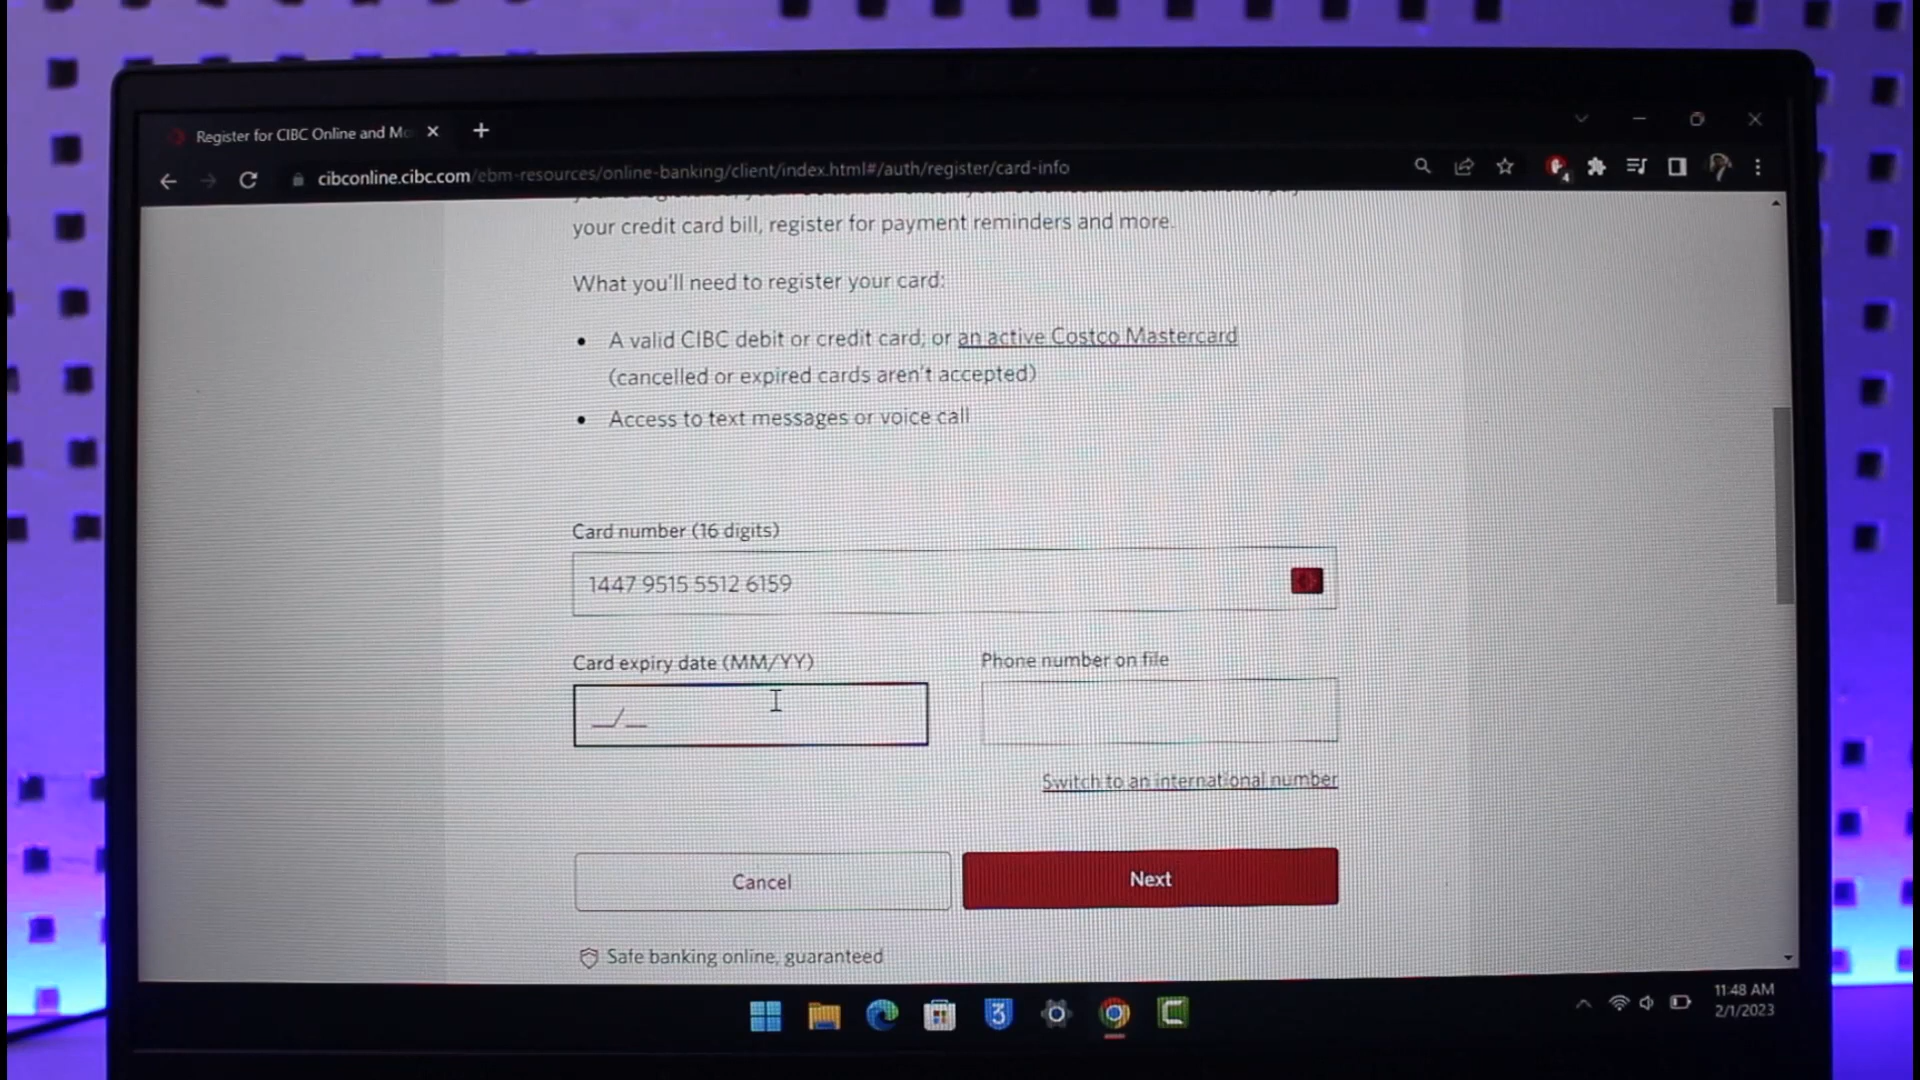 Register for CIBC Online and Mo
cibconline.cibc.com/ebm-resources/online-banking/client/index.html#/auth/register/card-info
4
your credit card bill, register for payment reminders and more.
What you'll need to register your card:
• A valid CIBC debit or credit card; or an active Costco Mastercard
(cancelled or expired cards aren't accepted)
• Access to text messages or voice call
Card number (16 digits)
1447 9515 5512 6159
Card expiry date (MM/YY)
Phone number on file
__/__
Switch to an international number
Cancel
Next
Safe banking online, guaranteed
3
11:48 AM
2/1/2023